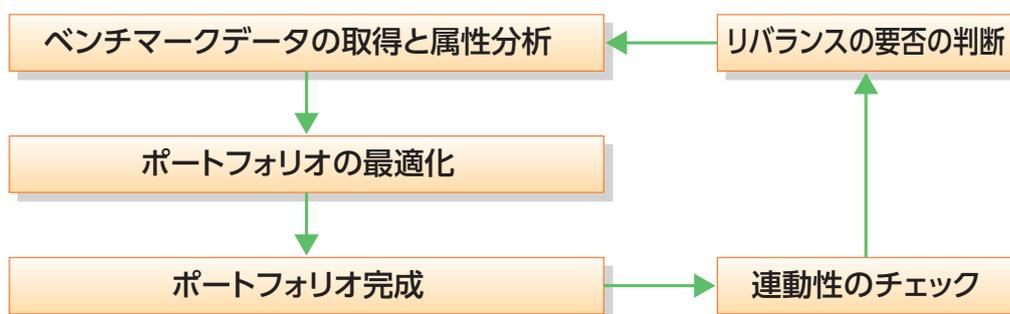 ベンチマークデータの取得と属性分析
リバランスの要否の判断
ポートフォリオの最適化
ポートフォリオ完成
連動性のチェック